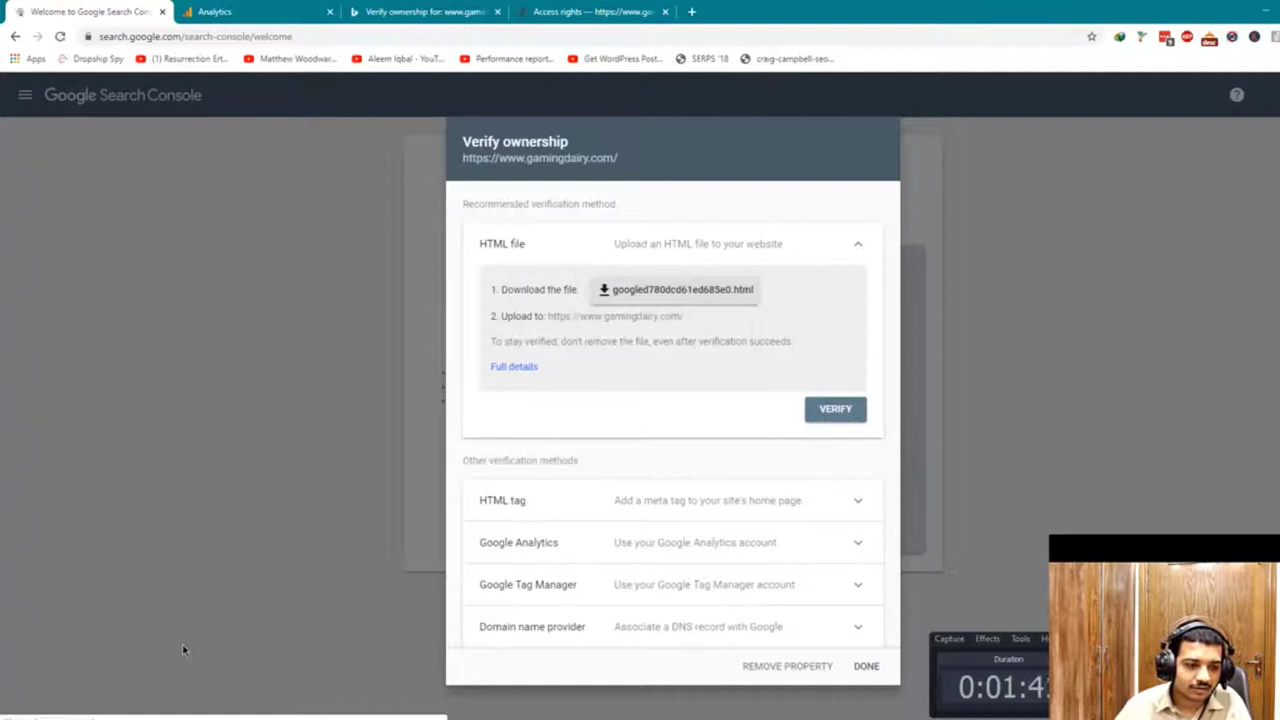 Welcome to Google Search Con
Analytics
Verify ownership for: www.gamin
Access rights — https://www.ga
search.google.com/search-console/welcome
Apps
Dropship Spy
(1) Resurrection Ert...
Matthew Woodwar...
Aleem Iqbal - YouT...
Performance report...
Get WordPress Post...
SERPS '18
craig-campbell-seo...
Google Search Console
Verify ownership
https://www.gamingdairy.com/
Recommended verification method
HTML file
Upload an HTML file to your website
1. Download the file.
googled780dcd61ed685e0.html
2. Upload to: https://www.gamingdairy.com/
To stay verified, don't remove the file, even after verification succeeds.
Full details
VERIFY
Other verification methods
HTML tag
Add a meta tag to your site's home page
Google Analytics
Use your Google Analytics account
Google Tag Manager
Use your Google Tag Manager account
Domain name provider
Associate a DNS record with Google
REMOVE PROPERTY
DONE
Capture
Effects
Tools
Duration
0:01:4